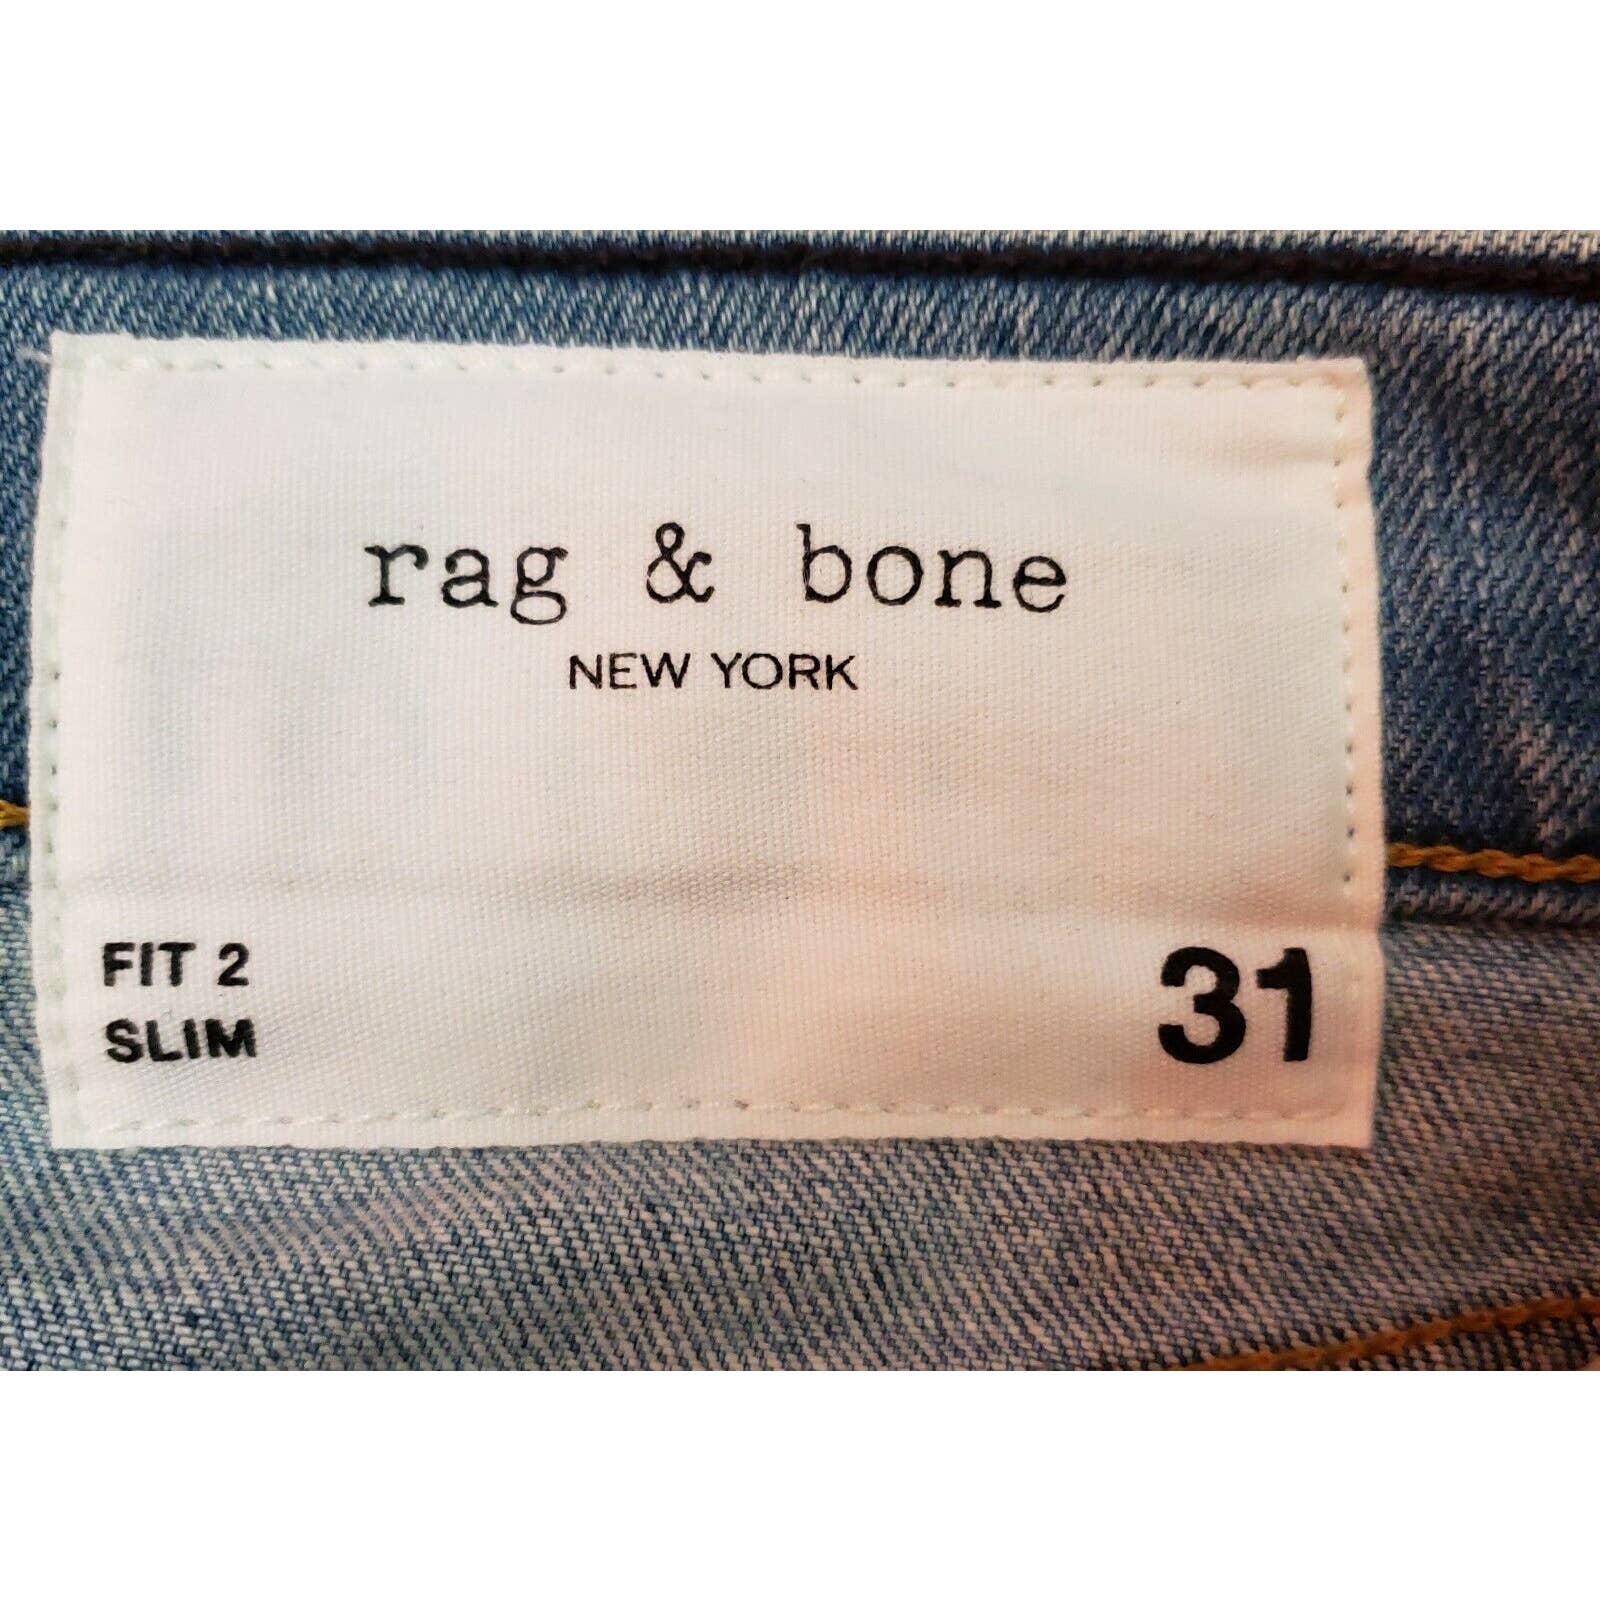 rag & bone
NEW YORK
FIT 2
SLIM
31